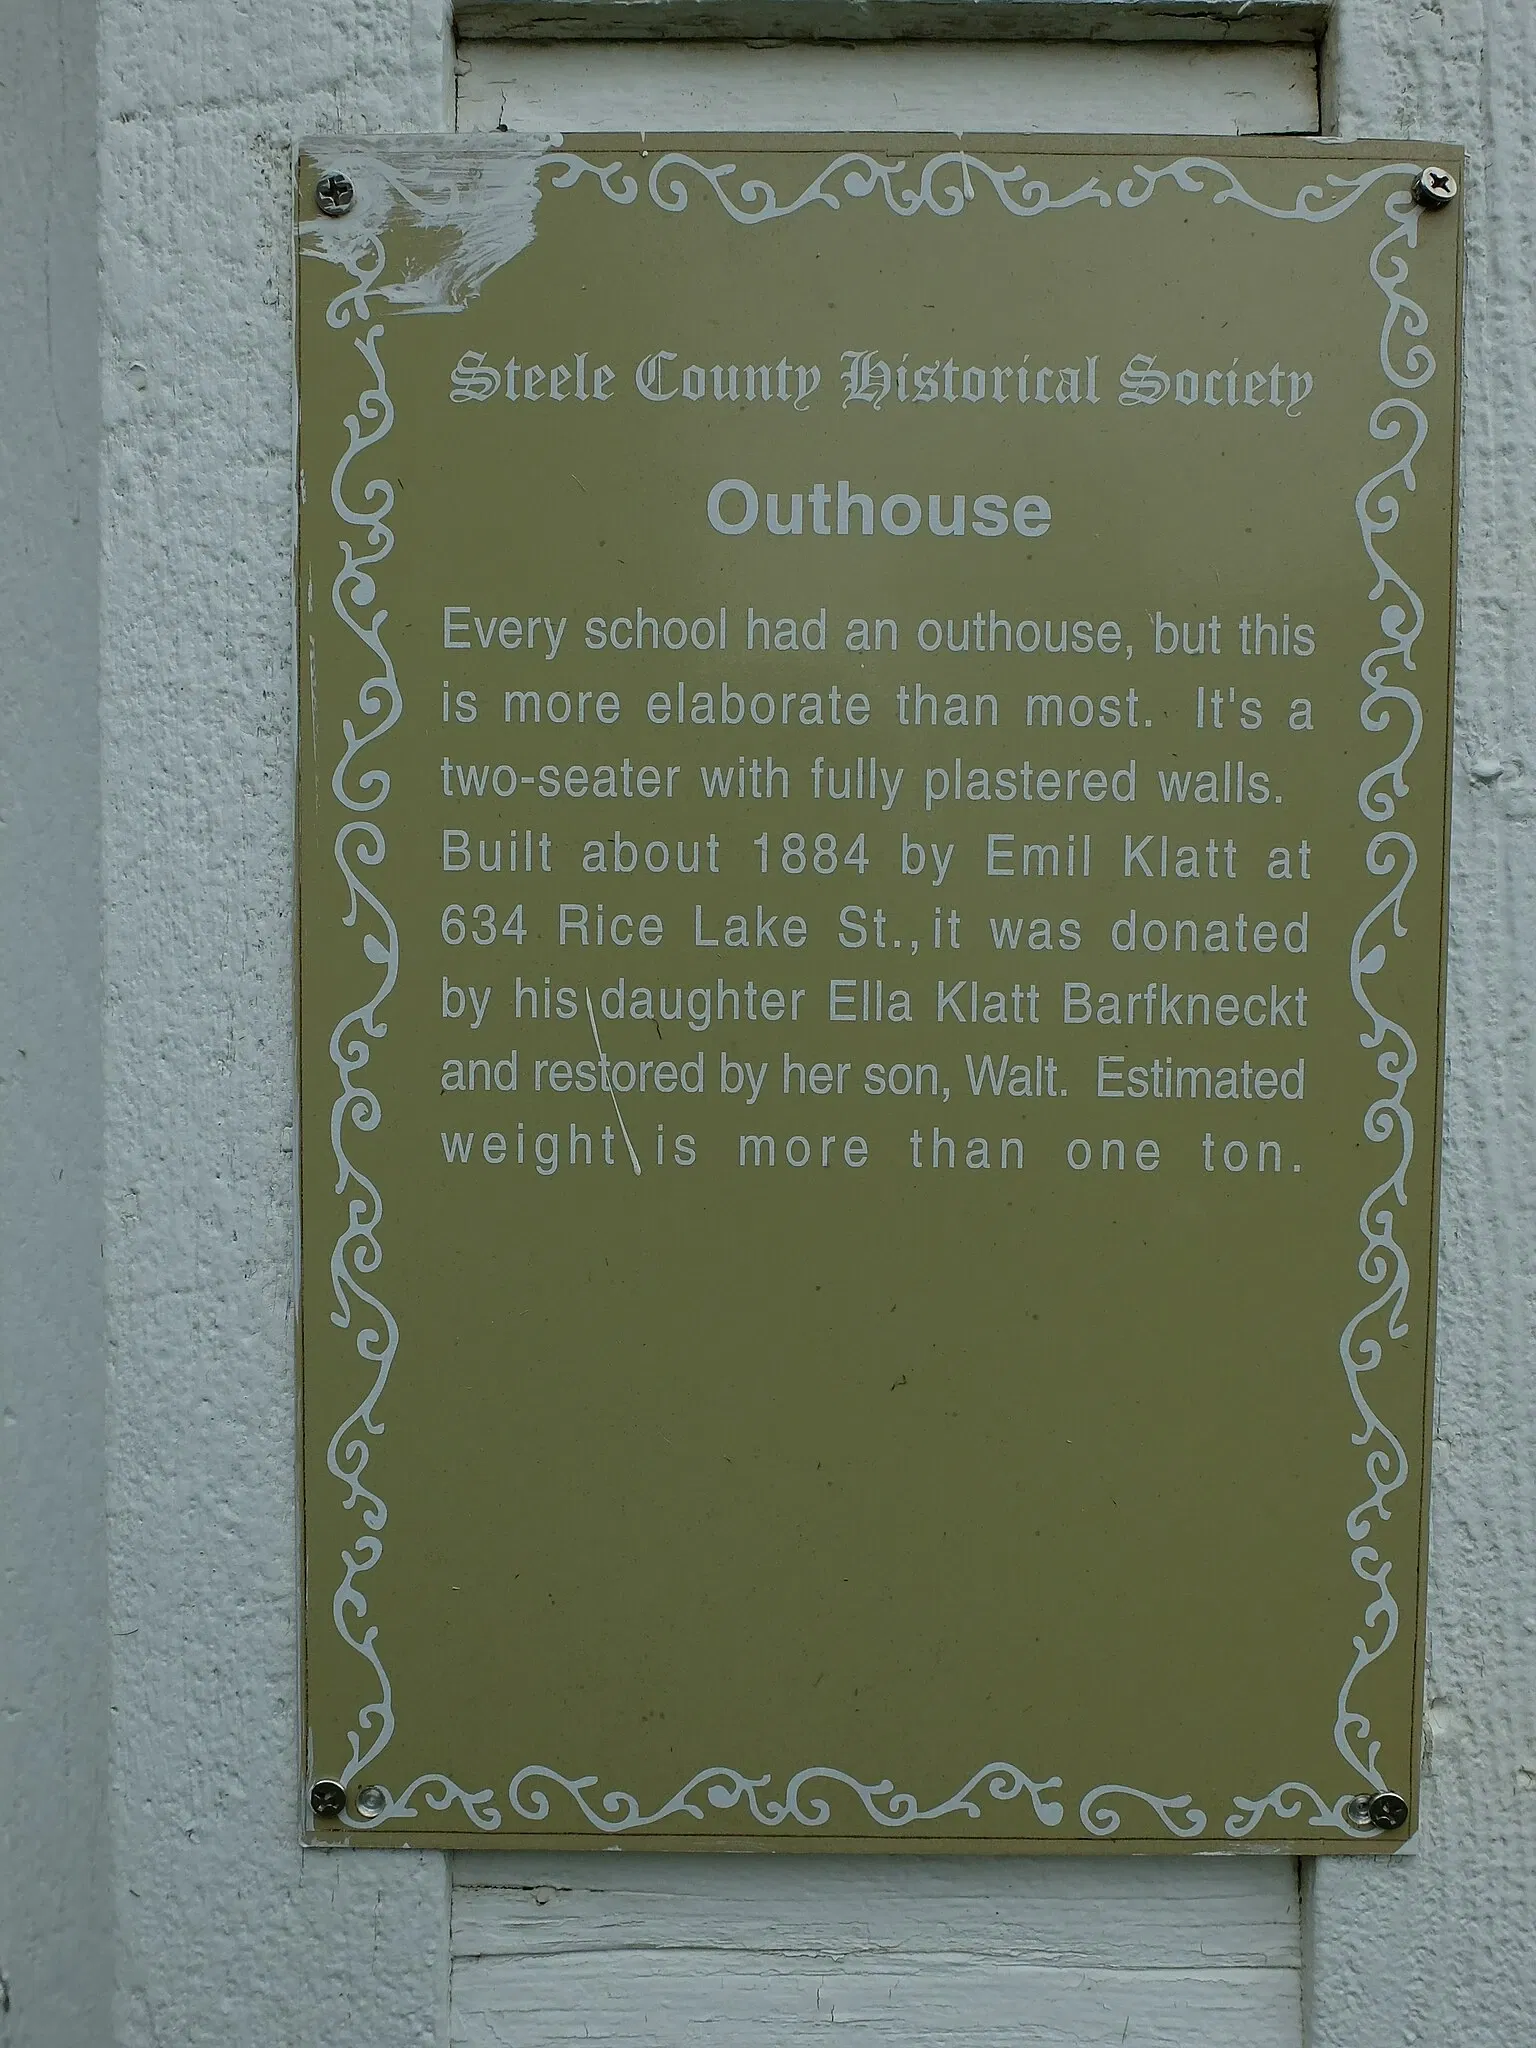 Steele County Historical Society
Outhouse
Every school had an outhouse, but this
is more elaborate than most. It's a
two-seater with fully plastered walls.
Built about 1884 by Emil Klatt at
634 Rice Lake St., it was donated
by his daughter Ella Klatt Barfkneckt
and restored by her son, Walt. Estimated
weight is more than one ton.